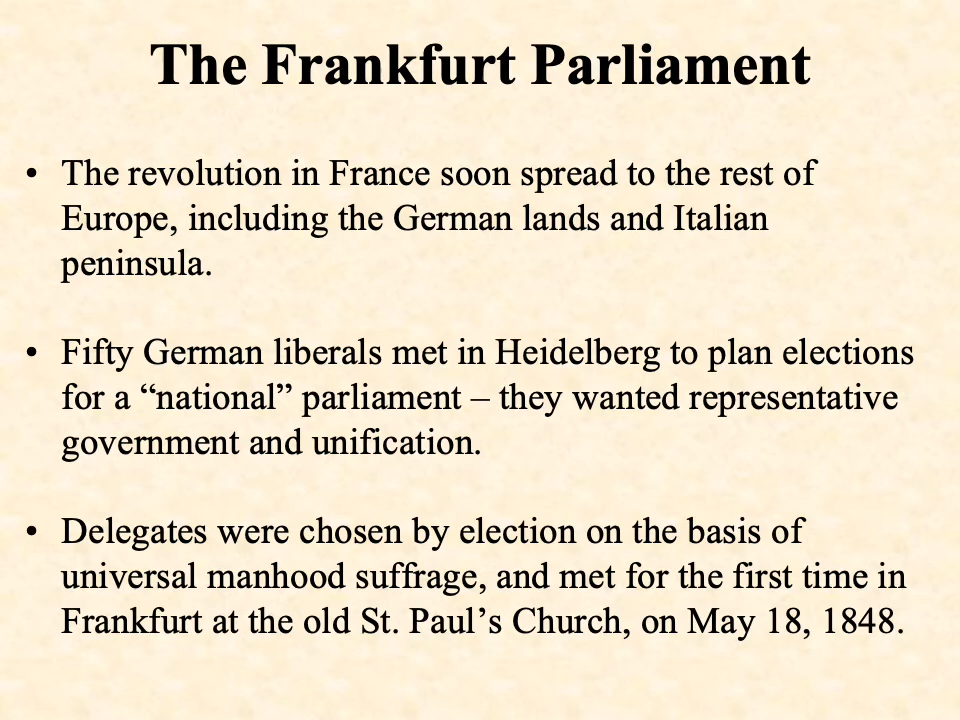 The Frankfurt Parliament
• The revolution in France soon spread to the rest of
Europe, including the German lands and Italian
peninsula.
• Fifty German liberals met in Heidelberg to plan elections
for a “national” parliament – they wanted representative
government and unification.
• Delegates were chosen by election on the basis of
universal manhood suffrage, and met for the first time in
Frankfurt at the old St. Paul’s Church, on May 18, 1848.